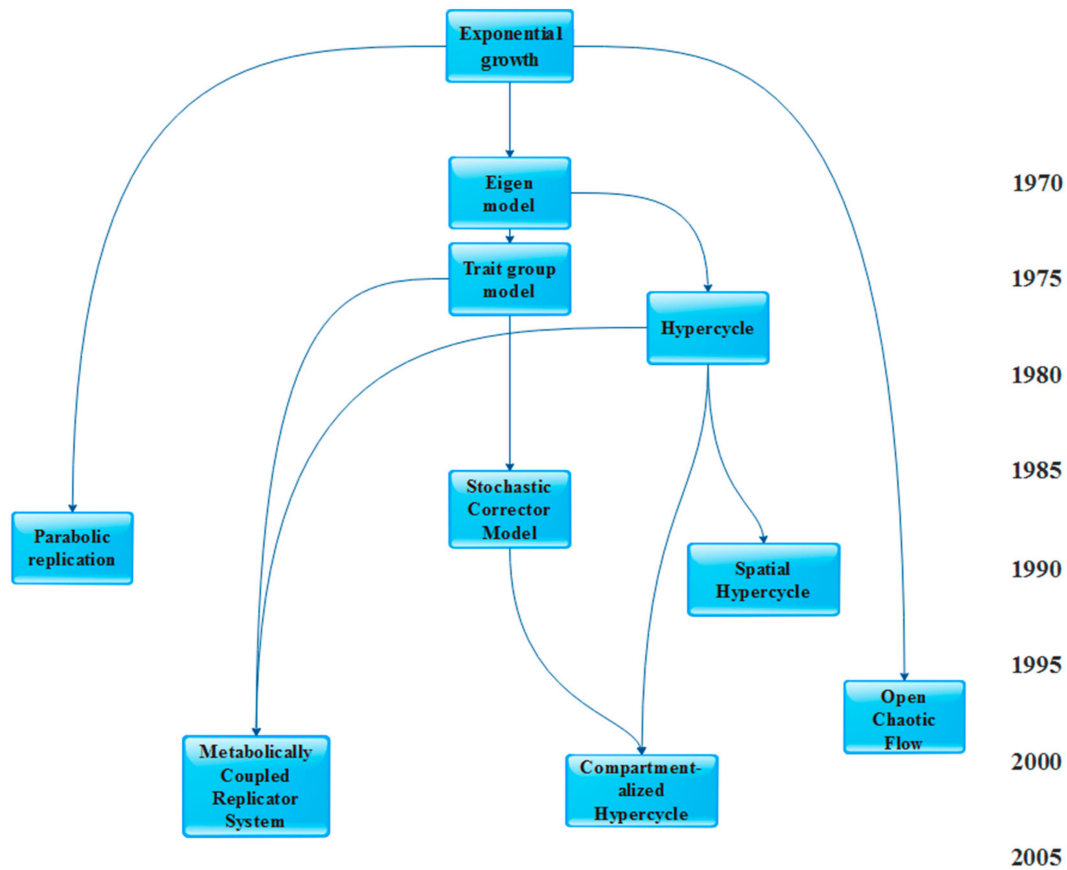 Exponential
growth
Eigen
model
1970
Trait group
model
1975
Hypercycle
1980
Stochastic
Corrector
Model
1985
Parabolic
replication
Spatial
Hypercycle
1990
1995
Open
Chaotic
Flow
Metabolically
Coupled
Replicator
System
Compartment-
alized
Hypercycle
2000
2005